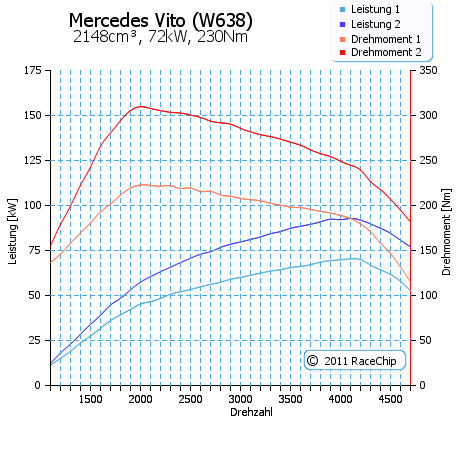 Mercedes Vito (W638)
2148cm³, 72kW, 230Nm
Leistung 1
Leistung 2
Drehmoment 1
Drehmoment 2
175
150
125
100
75
50
25
0
Leistung [kW]
350
300
250
200
150
100
50
0
Drehmoment [Nm]
© 2011 RaceChip
1500 2000 2500 3000 3500 4000 4500
Drehzahl